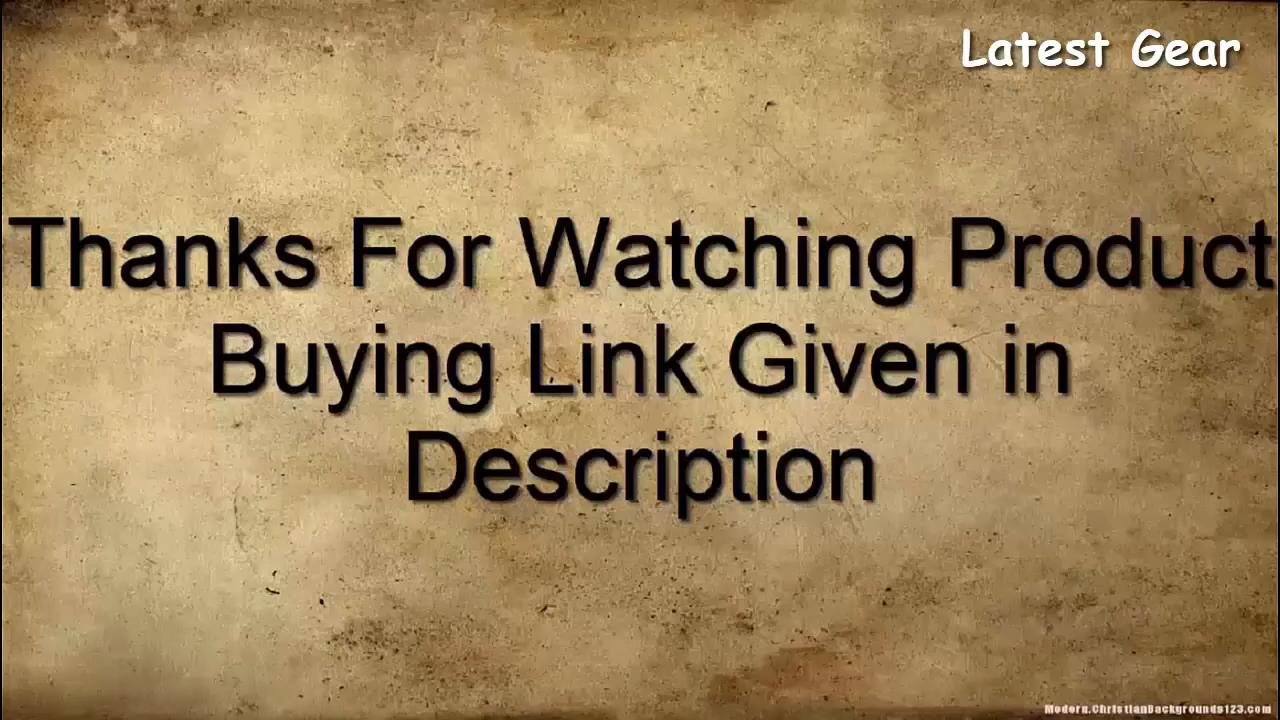 Latest Gear
Thanks For Watching Product
Buying Link Given in
Description
Modern.ChristianBackgrounds123.com